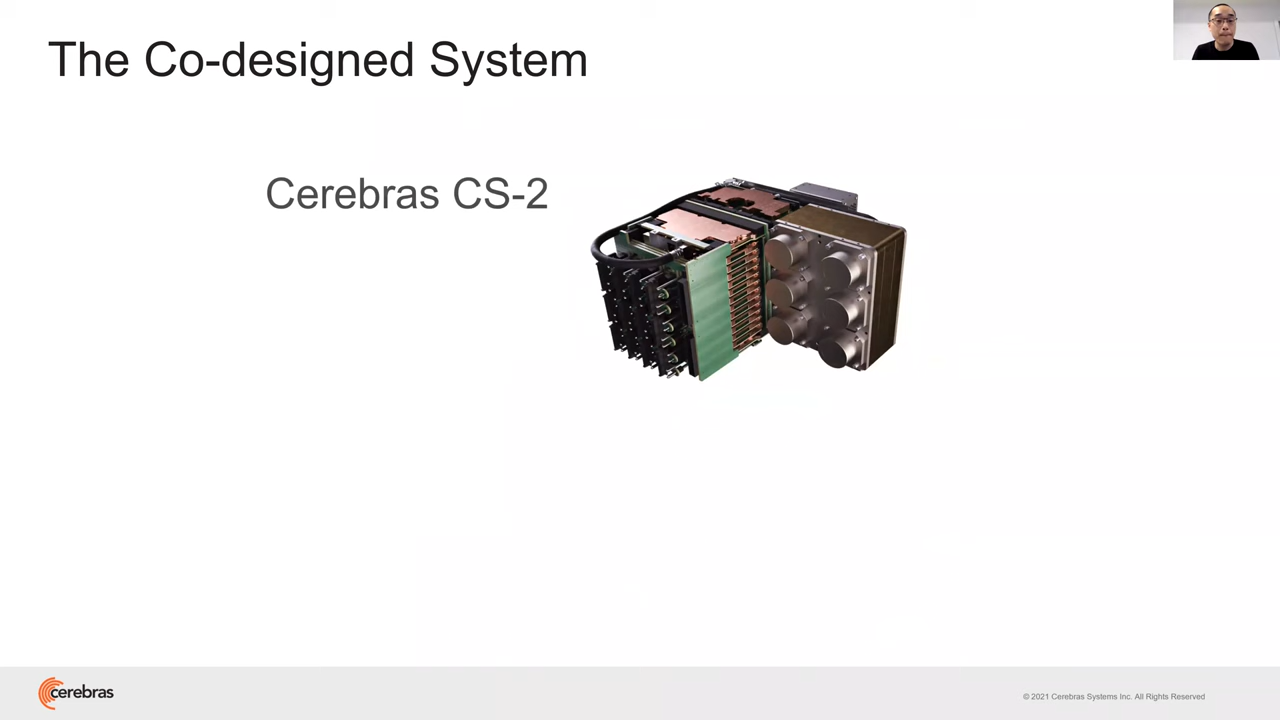 The Co-designed System
Cerebras CS-2
cerebras
© 2021 Cerebras Systems Inc. All Rights Reserved